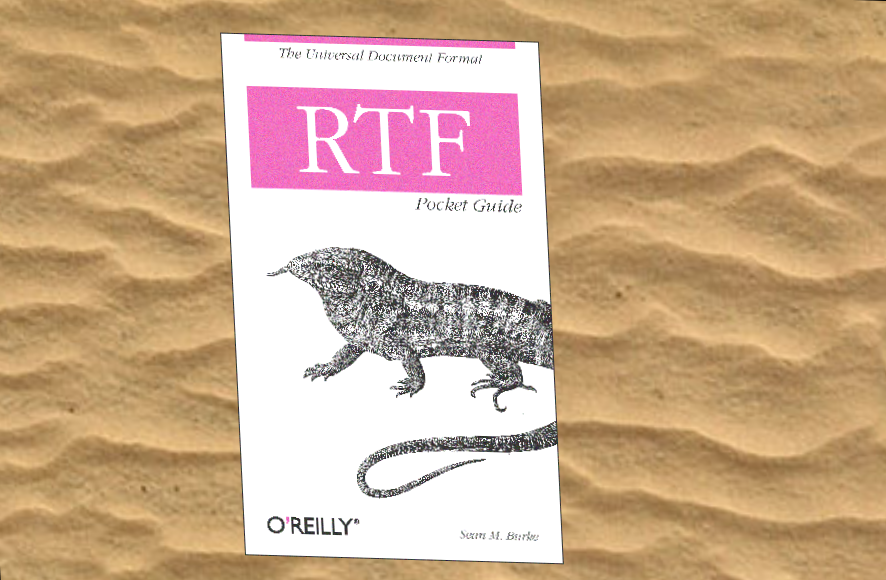 The Universal Document Format
RTF
Pocket Guide
O'REILLY®
Sean M. Burke